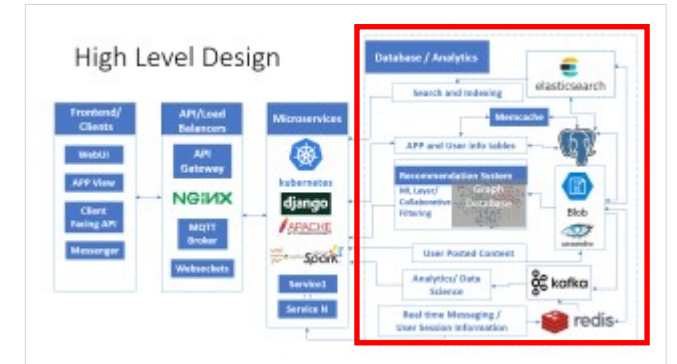 High Level Design
Frontend/
Clients
WebUI
APP View
Client
Facing API
Messenger
API/Load
Balancers
API
Gateway
NGINX
MQTT
Broker
Websockets
Microservices
kubernetes
django
APACHE
Spark
Service1
Service N
Database / Analytics
elasticsearch
Search and Indexing
Memcache
APP and User info tables
Recommendation System
ML Layer/
Collaborative
Filtering
Graph
Database
Blob
cassandra
User Posted Content
Analytics/ Data
Science
kafka
Real time Messaging /
User Session Information
redis